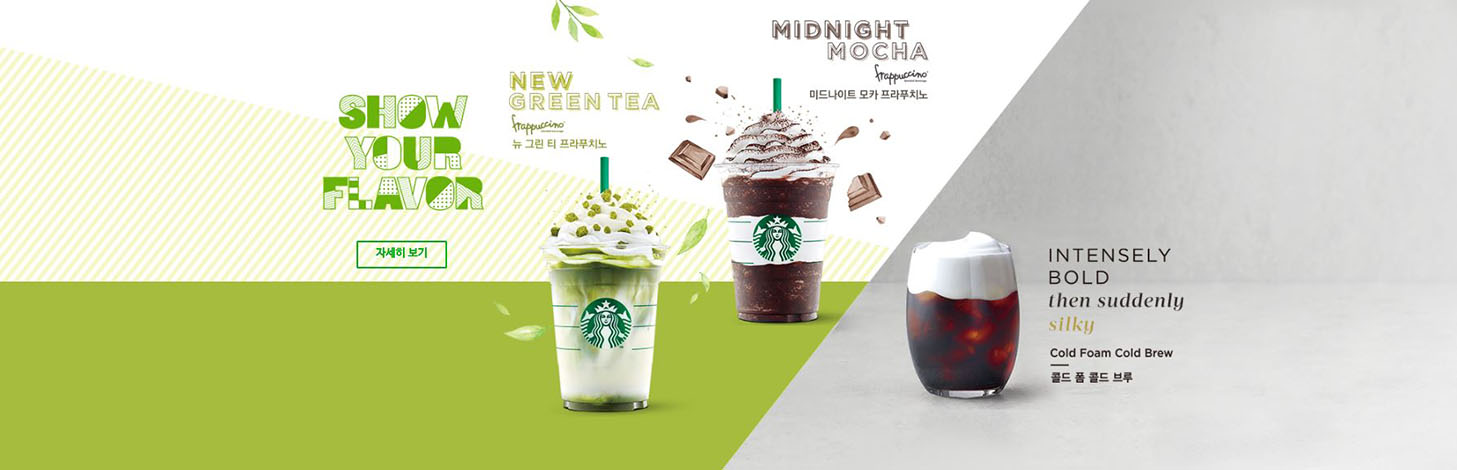 SHOW
YOUR
FLAVOR
자세히 보기
NEW
GREEN TEA
frappuccino
뉴 그린 티 프라푸치노
MIDNIGHT
MOCHA
frappuccino
미드나이트 모카 프라푸치노
INTENSELY
BOLD
then suddenly
silky
Cold Foam Cold Brew
콜드 폼 콜드 브루